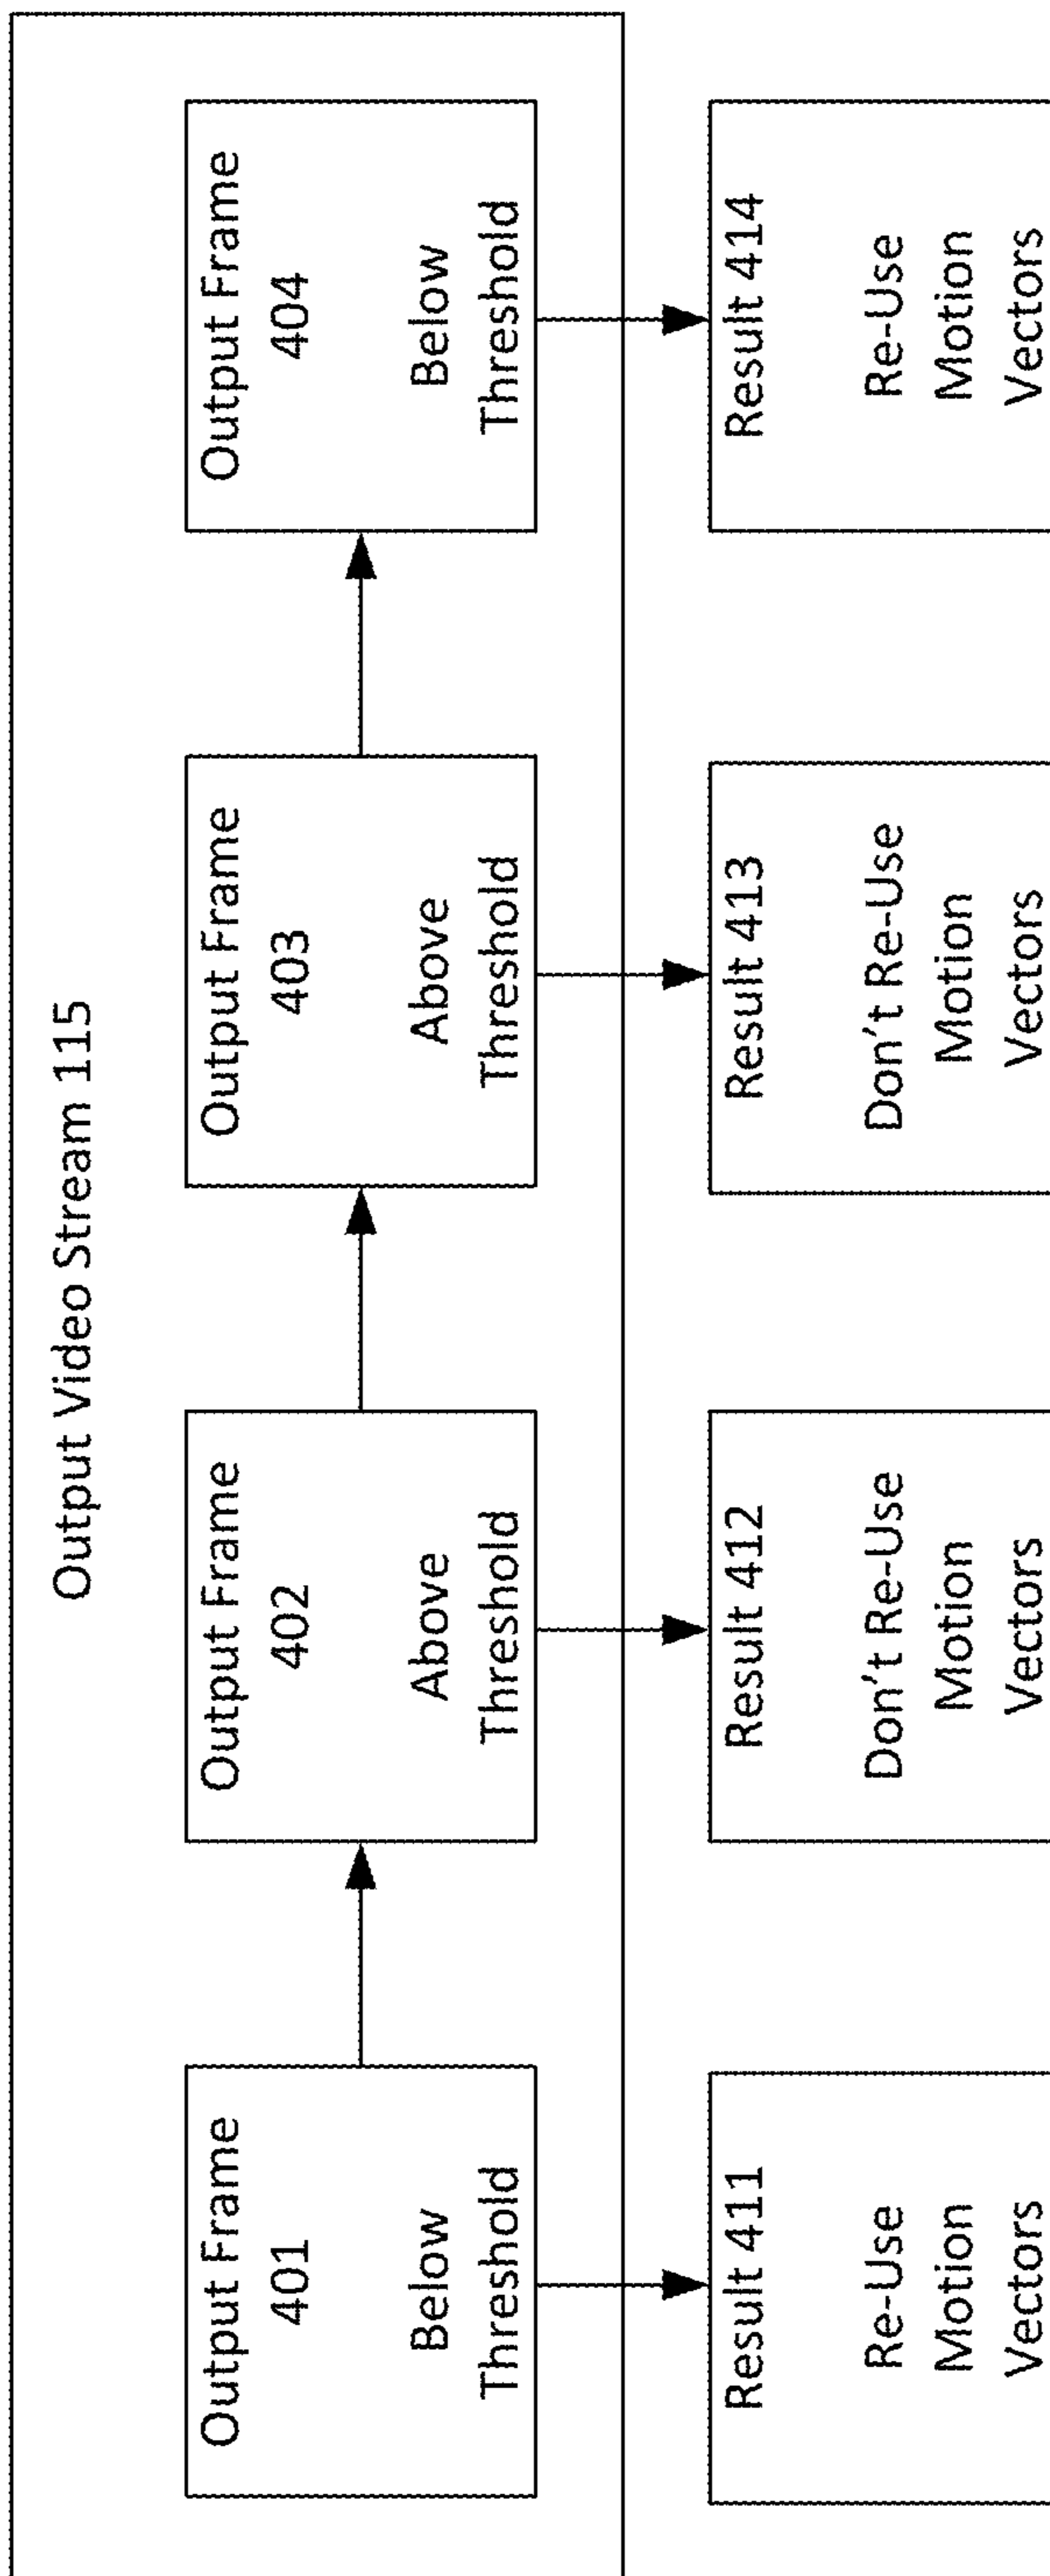 Output Video Stream 115
Output Frame
401
Below
Threshold
Output Frame
402
Above
Threshold
Output Frame
403
Above
Threshold
Output Frame
404
Below
Threshold
Result 411
Re-Use
Motion
Vectors
Result 412
Don't Re-Use
Motion
Vectors
Result 413
Don't Re-Use
Motion
Vectors
Result 414
Re-Use
Motion
Vectors